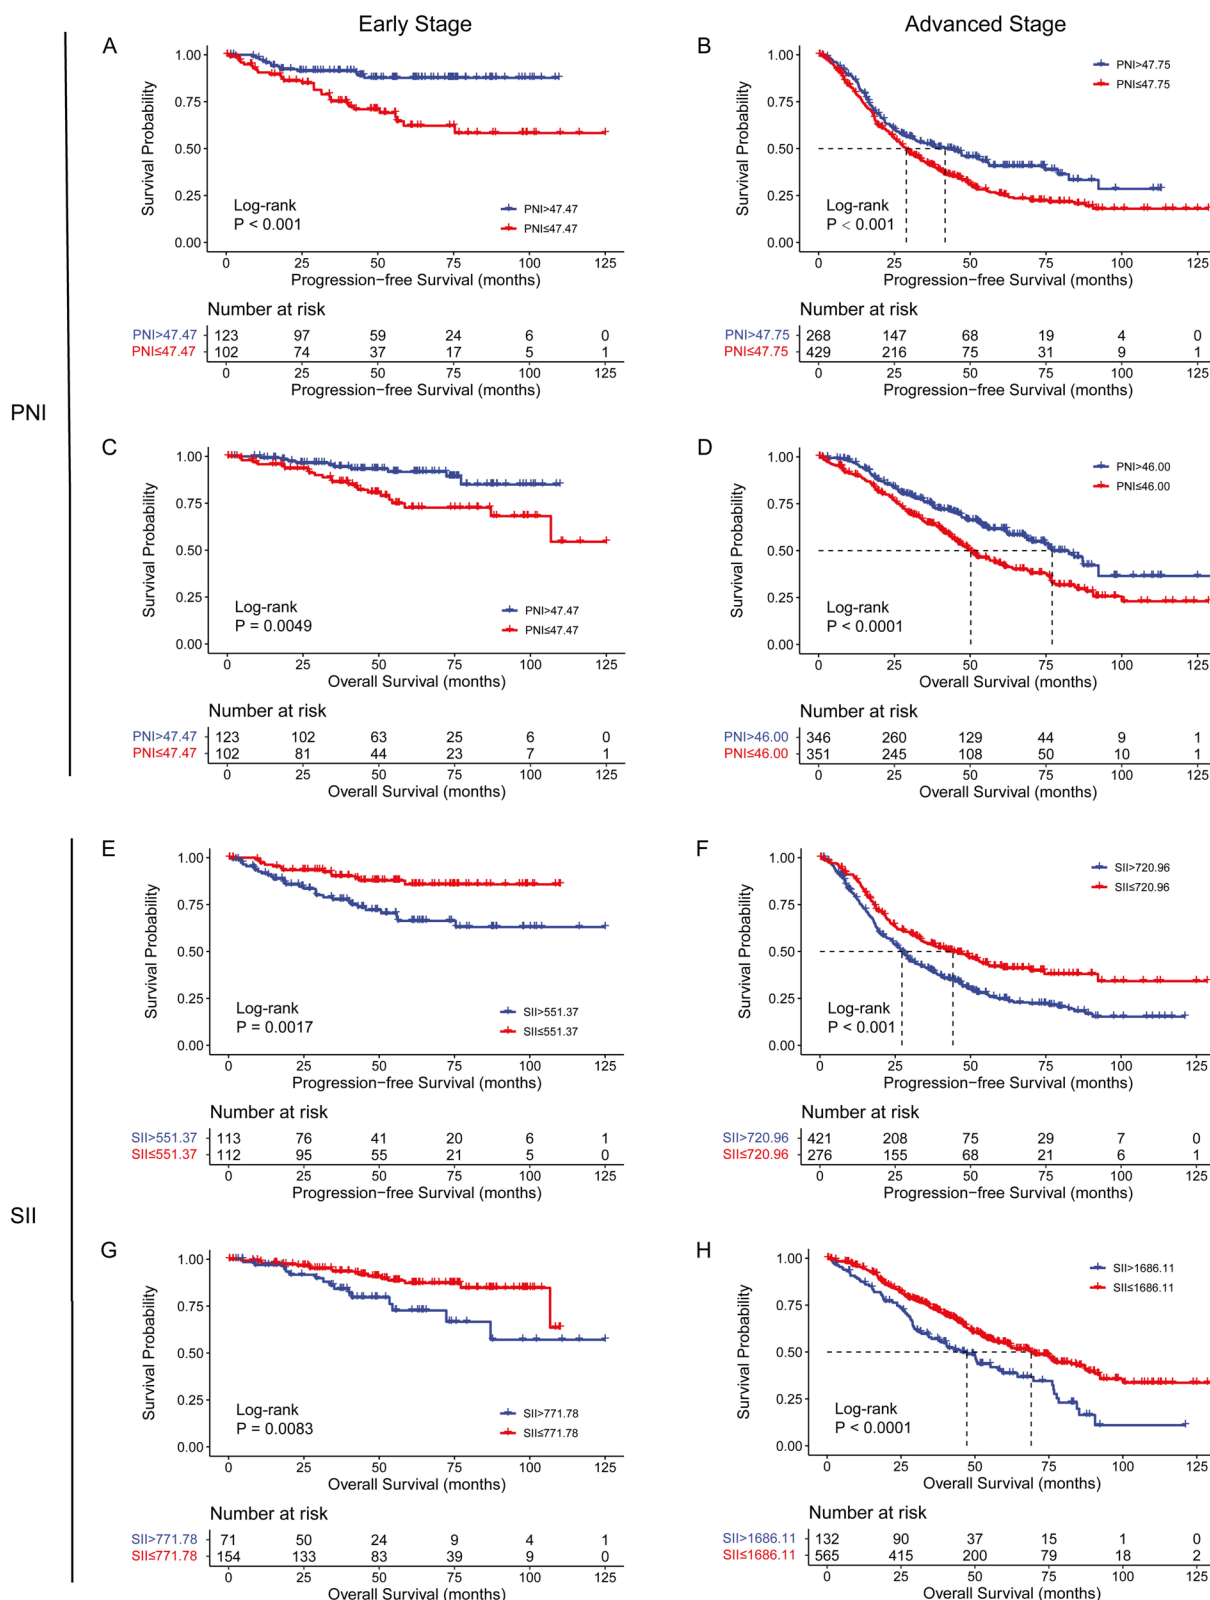 Early Stage
Advanced Stage
PNI
A
1.00
0.75
0.50
0.25
0.00
Survival Probability
Log-rank
P < 0.001
PNI>47.47
PNI≤47.47
0 25 50 75 100 125
Progression-free Survival (months)
Number at risk
PNI>47.47 123 97 59 24 6 0
PNI≤47.47 102 74 37 17 5 1
0 25 50 75 100 125
Progression-free Survival (months)
B
1.00
0.75
0.50
0.25
0.00
Survival Probability
PNI>47.75
PNI≤47.75
Log-rank
P < 0.001
0 25 50 75 100 125
Progression-free Survival (months)
Number at risk
PNI>47.75 268 147 68 19 4 0
PNI≤47.75 429 216 75 31 9 1
0 25 50 75 100 125
Progression-free Survival (months)
C
1.00
0.75
0.50
0.25
0.00
Survival Probability
Log-rank
P = 0.0049
PNI>47.47
PNI≤47.47
0 25 50 75 100 125
Overall Survival (months)
Number at risk
PNI>47.47 123 102 63 25 6 0
PNI≤47.47 102 81 44 23 7 1
0 25 50 75 100 125
Overall Survival (months)
D
1.00
0.75
0.50
0.25
0.00
Survival Probability
PNI>46.00
PNI≤46.00
Log-rank
P < 0.0001
0 25 50 75 100 125
Overall Survival (months)
Number at risk
PNI>46.00 346 260 129 44 9 1
PNI≤46.00 351 245 108 50 10 1
0 25 50 75 100 125
Overall Survival (months)
SII
E
1.00
0.75
0.50
0.25
0.00
Survival Probability
Log-rank
P = 0.0017
SII>551.37
SII≤551.37
0 25 50 75 100 125
Progression-free Survival (months)
Number at risk
SII>551.37 113 76 41 20 6 1
SII≤551.37 112 95 55 21 5 0
0 25 50 75 100 125
Progression-free Survival (months)
F
1.00
0.75
0.50
0.25
0.00
Survival Probability
SII>720.96
SII≤720.96
Log-rank
P < 0.001
0 25 50 75 100 125
Progression-free Survival (months)
Number at risk
SII>720.96 421 208 75 29 7 0
SII≤720.96 276 155 68 21 6 1
0 25 50 75 100 125
Progression-free Survival (months)
G
1.00
0.75
0.50
0.25
0.00
Survival Probability
Log-rank
P = 0.0083
SII>771.78
SII≤771.78
0 25 50 75 100 125
Overall Survival (months)
Number at risk
SII>771.78 71 50 24 9 4 1
SII≤771.78 154 133 83 39 9 0
0 25 50 75 100 125
Overall Survival (months)
H
1.00
0.75
0.50
0.25
0.00
Survival Probability
SII>1686.11
SII≤1686.11
Log-rank
P < 0.0001
0 25 50 75 100 125
Overall Survival (months)
Number at risk
SII>1686.11 132 90 37 15 1 0
SII≤1686.11 565 415 200 79 18 2
0 25 50 75 100 125
Overall Survival (months)